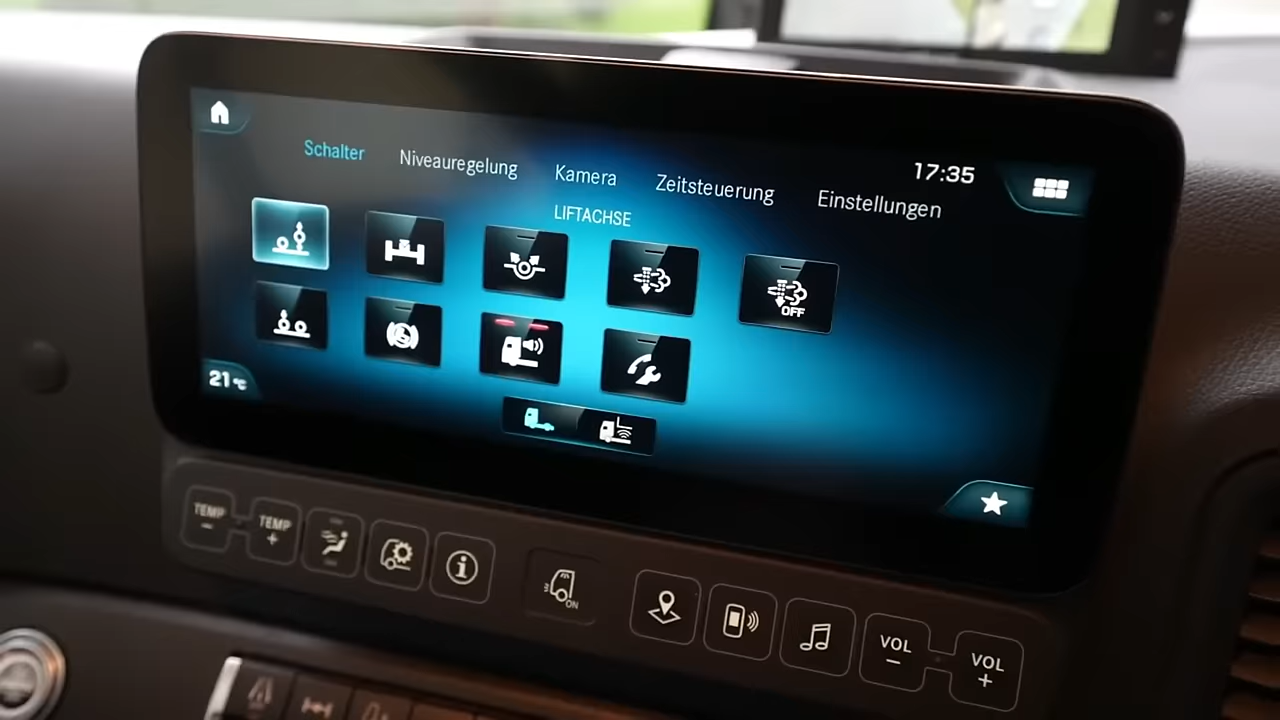 Schalter Niveauregelung Kamera Zeitsteuerung Einstellungen
17:35
LIFTACHSE
OFF
21°C
TEMP
−
TEMP
+
ON
VOL
−
VOL
+